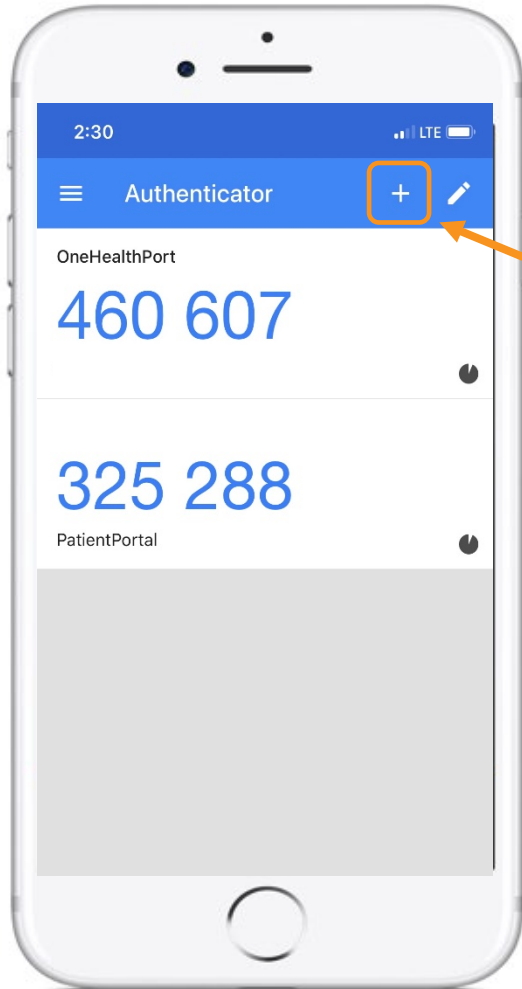 2:30 LTE
Authenticator +
OneHealthPort
460 607
325 288
PatientPortal